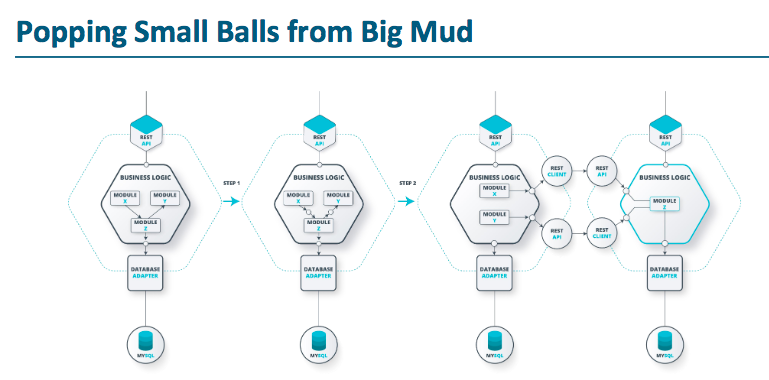 Popping Small Balls from Big Mud
REST
API
BUSINESS LOGIC
MODULE
X
MODULE
Y
MODULE
Z
DATABASE
ADAPTER
MYSQL
STEP 1
REST
API
BUSINESS LOGIC
MODULE
X
MODULE
Y
MODULE
Z
DATABASE
ADAPTER
MYSQL
STEP 2
REST
API
BUSINESS LOGIC
MODULE
X
MODULE
Y
DATABASE
ADAPTER
MYSQL
REST
CLIENT
REST
API
REST
API
REST
CLIENT
REST
API
BUSINESS LOGIC
MODULE
Z
DATABASE
ADAPTER
MYSQL